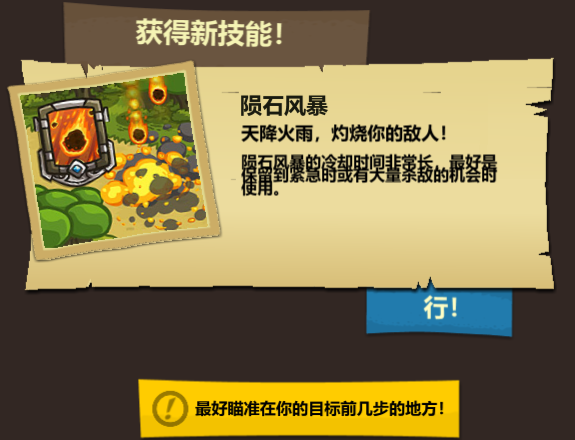 获得新技能！
陨石风暴
天降火雨，灼烧你的敌人！
陨石风暴的冷却时间非常长，最好是
保留到紧急时或有大量杀敌的机会时
使用。
行！
最好瞄准在你的目标前几步的地方！